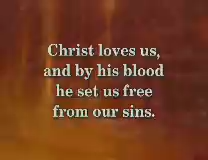 Christ loves us,
and by his blood
he set us free
from our sins.